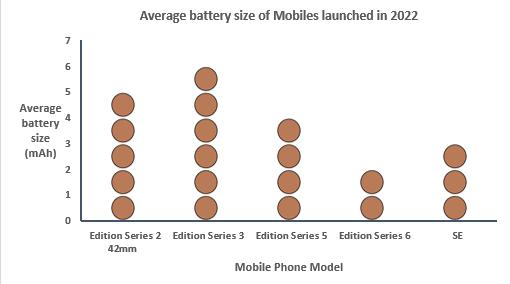 Average battery size of Mobiles launched in 2022
7
6
5
4
3
2
1
0
Average
battery
size
(mAh)
Edition Series 2
42mm
Edition Series 3
Edition Series 5
Edition Series 6
SE
Mobile Phone Model